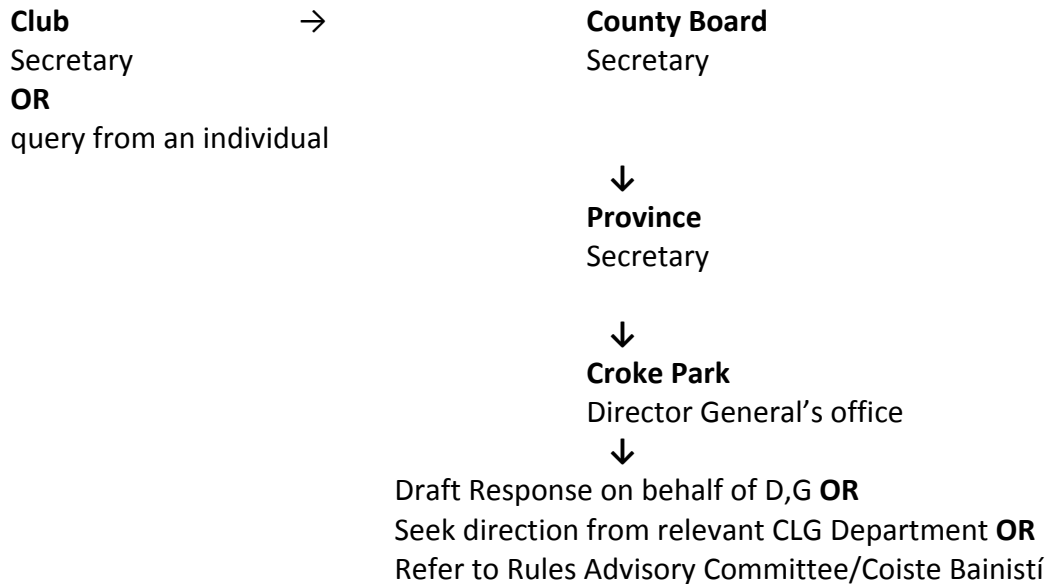 Club → County Board
Secretary Secretary
OR
query from an individual
↓
Province
Secretary
↓
Croke Park
Director General’s office
↓
Draft Response on behalf of D,G OR
Seek direction from relevant CLG Department OR
Refer to Rules Advisory Committee/Coiste Bainistí